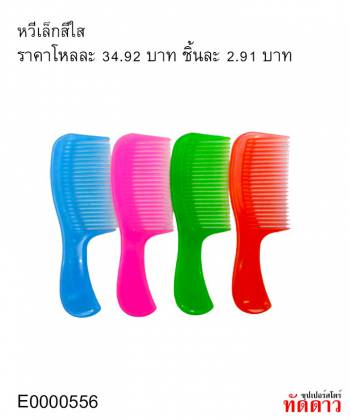 หวีเล็กสีใส
ราคาโหลละ 34.92 บาท ชิ้นละ 2.91 บาท
E0000556
ซุปเปอร์สโตร์
ทัดดาว